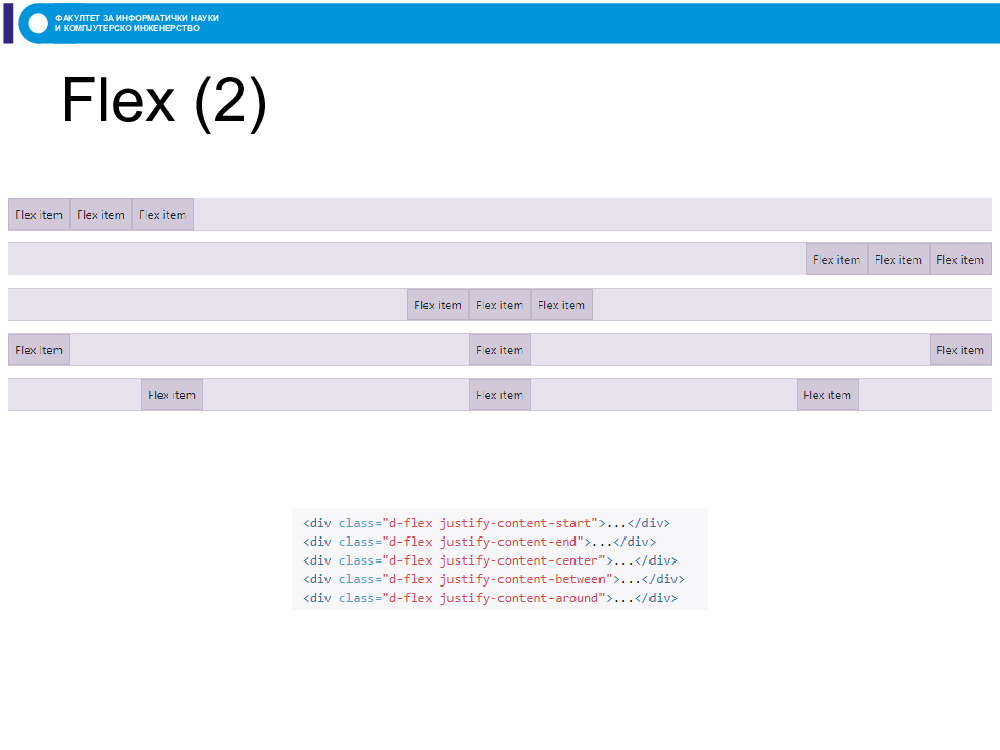 ФАКУЛТЕТ ЗА ИНФОРМАТИЧКИ НАУКИ
И КОМПЈУТЕРСКО ИНЖЕНЕРСТВО
Flex (2)
Flex item Flex item Flex item
Flex item Flex item Flex item
Flex item Flex item Flex item
Flex item Flex item Flex item
Flex item Flex item Flex item
<div class="d-flex justify-content-start">...</div>
<div class="d-flex justify-content-end">...</div>
<div class="d-flex justify-content-center">...</div>
<div class="d-flex justify-content-between">...</div>
<div class="d-flex justify-content-around">...</div>